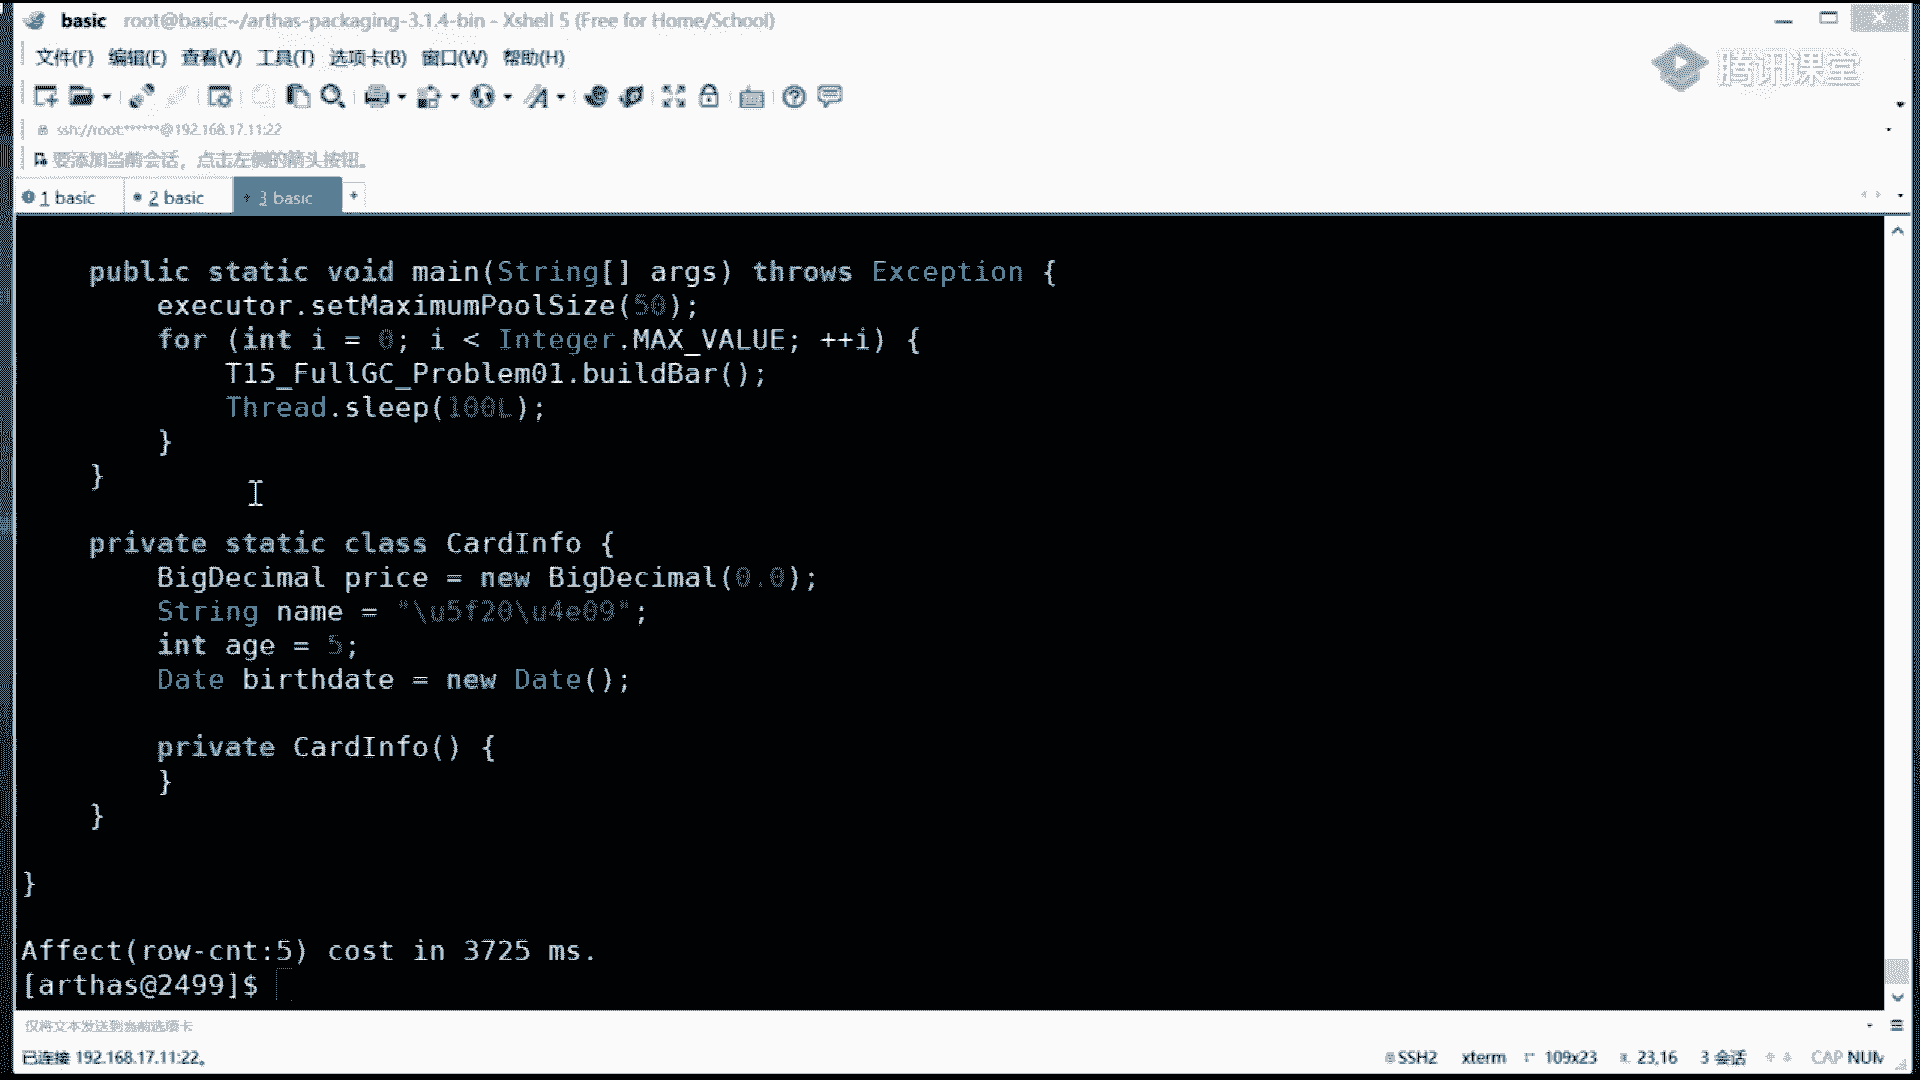 basic root@basic:~/arthas-packaging-3.1.4-bin - Xshell 5 (Free for Home/School)
文件(F) 编辑(E) 查看(V) 工具(T) 选项卡(B) 窗口(W) 帮助(H)
腾讯课堂
ssh://root:******@192.168.17.11:22
要添加当前会话，点击左侧的箭头按钮。
1 basic 2 basic 3 basic +
public static void main(String[] args) throws Exception {
executor.setMaximumPoolSize(50);
for (int i = 0; i < Integer.MAX_VALUE; ++i) {
T15_FullGC_Problem01.buildBar();
Thread.sleep(100L);
}
}
private static class CardInfo {
BigDecimal price = new BigDecimal(0.0);
String name = "\u5f20\u4e09";
int age = 5;
Date birthdate = new Date();
private CardInfo() {
}
}
}
Affect(row-cnt:5) cost in 3725 ms.
[arthas@2499]$
仅将文本发送到当前选项卡
已连接 192.168.17.11:22。 SSH2 xterm 109x23 23,16 3 会话 CAP NUM